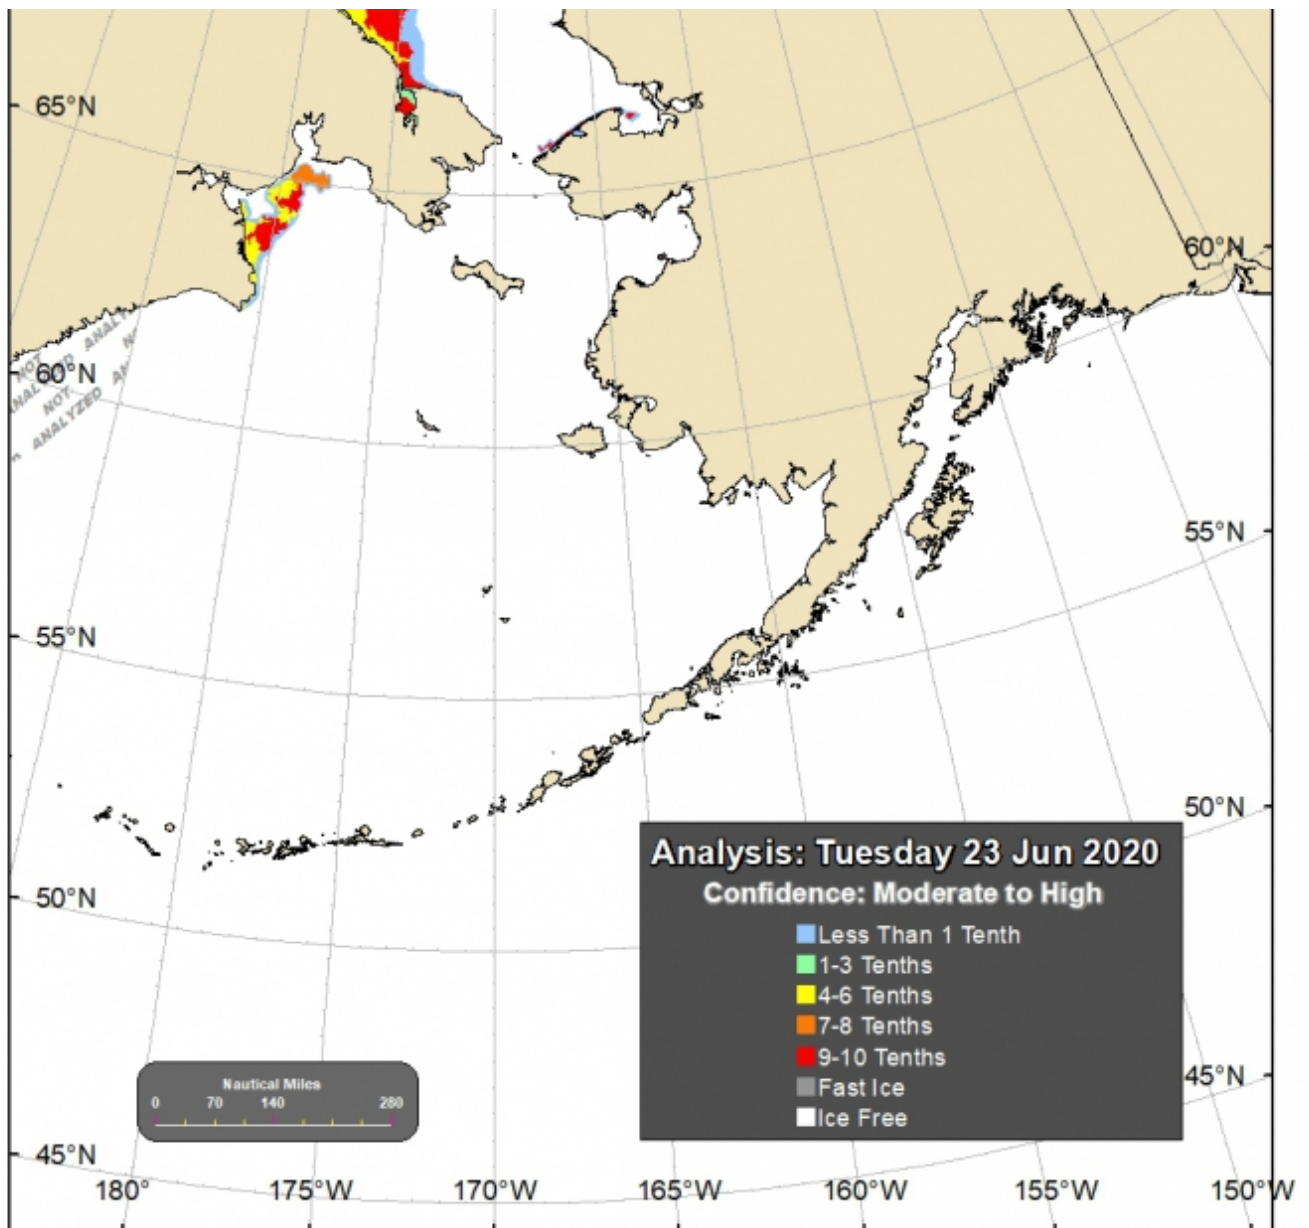 65°N
60°N
NOT ANALYZED
NOT
ANALYZED
60°N
55°N
55°N
50°N
Analysis: Tuesday 23 Jun 2020
Confidence: Moderate to High
Less Than 1 Tenth
1-3 Tenths
4-6 Tenths
7-8 Tenths
9-10 Tenths
Fast Ice
Ice Free
50°N
Nautical Miles
0 70 140 280
45°N
45°N
180° 175°W 170°W 165°W 160°W 155°W 150°W